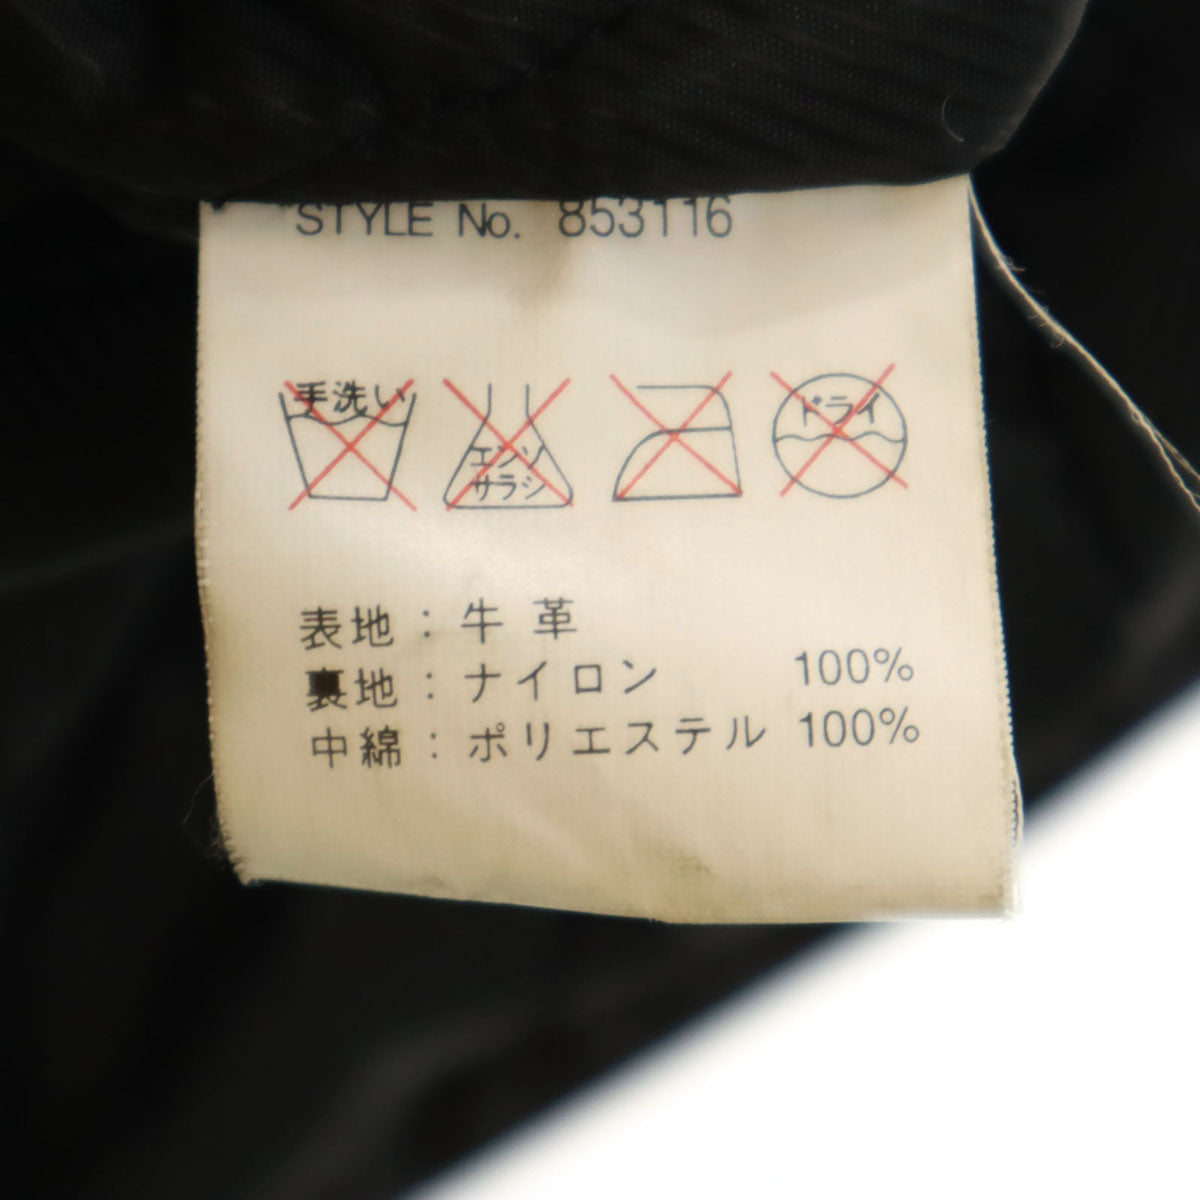 STYLE No. 853116
手洗い
エンソ
サラシ
ドライ
表地：牛革
裏地：ナイロン 100%
中綿：ポリエステル 100%